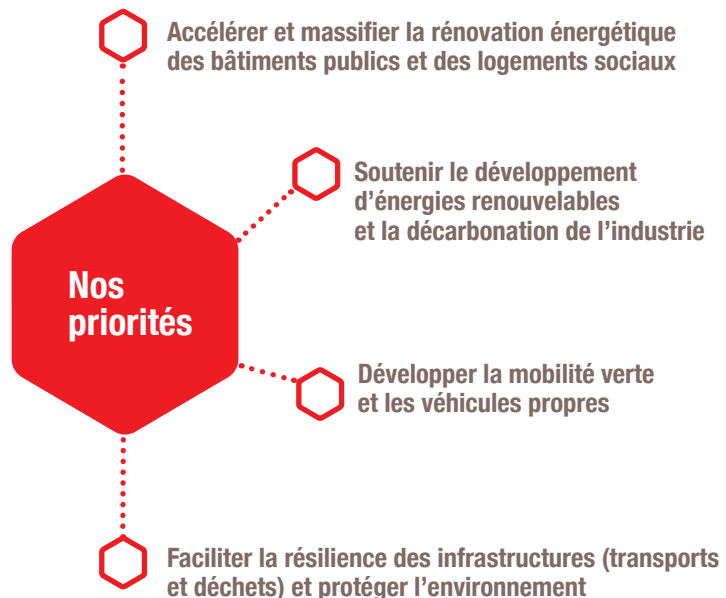 Accélérer et massifier la rénovation énergétique
des bâtiments publics et des logements sociaux
Soutenir le développement
d’énergies renouvelables
et la décarbonation de l’industrie
Nos
priorités
Développer la mobilité verte
et les véhicules propres
Faciliter la résilience des infrastructures (transports
et déchets) et protéger l’environnement